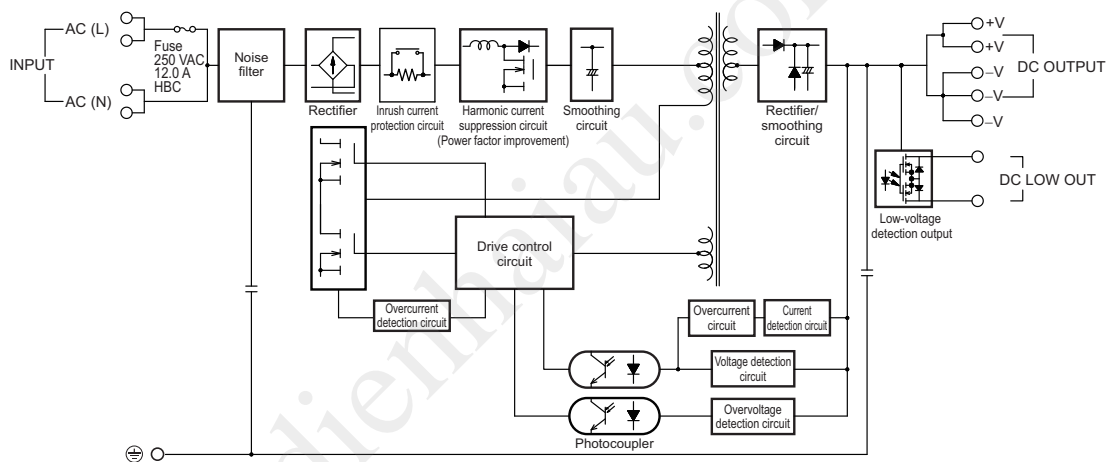 INPUT
AC (L)
AC (N)
Fuse
250 VAC
12.0 A
HBC
Noise
filter
Rectifier
Inrush current
protection circuit
Harmonic current
suppression circuit
(Power factor improvement)
Smoothing
circuit
Rectifier/
smoothing
circuit
+V
+V
–V
–V
–V
DC OUTPUT
DC LOW OUT
Low-voltage
detection output
Drive control
circuit
Overcurrent
detection circuit
Overcurrent
circuit
Current
detection circuit
Voltage detection
circuit
Overvoltage
detection circuit
Photocoupler
dienhaiau.co